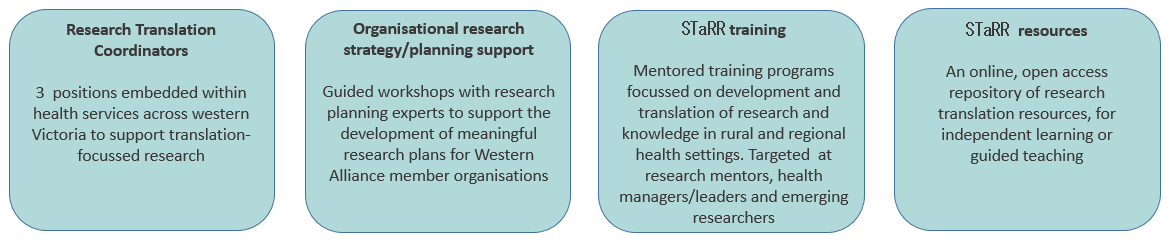 Research Translation
Coordinators
3 positions embedded within
health services across western
Victoria to support translation-
focussed research
Organisational research
strategy/planning support
Guided workshops with research
planning experts to support the
development of meaningful
research plans for Western
Alliance member organisations
STaRR training
Mentored training programs
focussed on development and
translation of research and
knowledge in rural and regional
health settings. Targeted at
research mentors, health
managers/leaders and emerging
researchers
STaRR resources
An online, open access
repository of research
translation resources, for
independent learning or
guided teaching